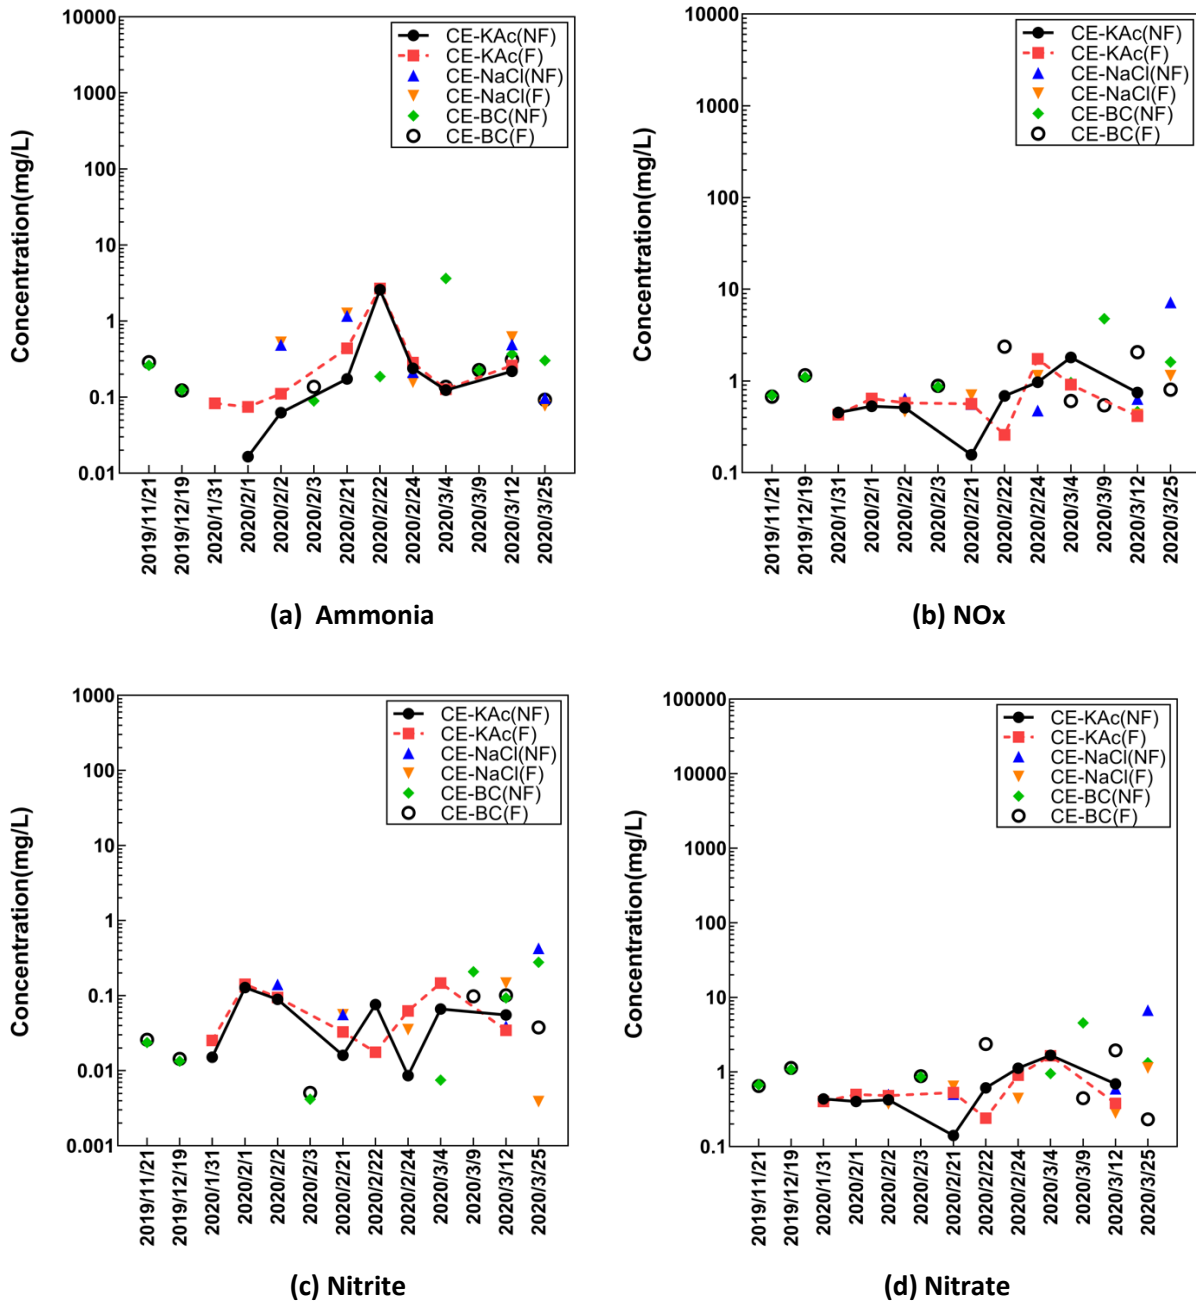 10000
1000
100
10
1
0.1
0.01
Concentration(mg/L)
CE-KAc(NF)
CE-KAc(F)
CE-NaCl(NF)
CE-NaCl(F)
CE-BC(NF)
CE-BC(F)
2019/11/21
2019/12/19
2020/1/31
2020/2/1
2020/2/2
2020/2/3
2020/2/21
2020/2/22
2020/2/24
2020/3/4
2020/3/9
2020/3/12
2020/3/25
(a) Ammonia
10000
1000
100
10
1
0.1
Concentration(mg/L)
CE-KAc(NF)
CE-KAc(F)
CE-NaCl(NF)
CE-NaCl(F)
CE-BC(NF)
CE-BC(F)
2019/11/21
2019/12/19
2020/1/31
2020/2/1
2020/2/2
2020/2/3
2020/2/21
2020/2/22
2020/2/24
2020/3/4
2020/3/9
2020/3/12
2020/3/25
(b) NOx
1000
100
10
1
0.1
0.01
0.001
Concentration(mg/L)
CE-KAc(NF)
CE-KAc(F)
CE-NaCl(NF)
CE-NaCl(F)
CE-BC(NF)
CE-BC(F)
2019/11/21
2019/12/19
2020/1/31
2020/2/1
2020/2/2
2020/2/3
2020/2/21
2020/2/22
2020/2/24
2020/3/4
2020/3/9
2020/3/12
2020/3/25
(c) Nitrite
100000
10000
1000
100
10
1
0.1
Concentration(mg/L)
CE-KAc(NF)
CE-KAc(F)
CE-NaCl(NF)
CE-NaCl(F)
CE-BC(NF)
CE-BC(F)
2019/11/21
2019/12/19
2020/1/31
2020/2/1
2020/2/2
2020/2/3
2020/2/21
2020/2/22
2020/2/24
2020/3/4
2020/3/9
2020/3/12
2020/3/25
(d) Nitrate